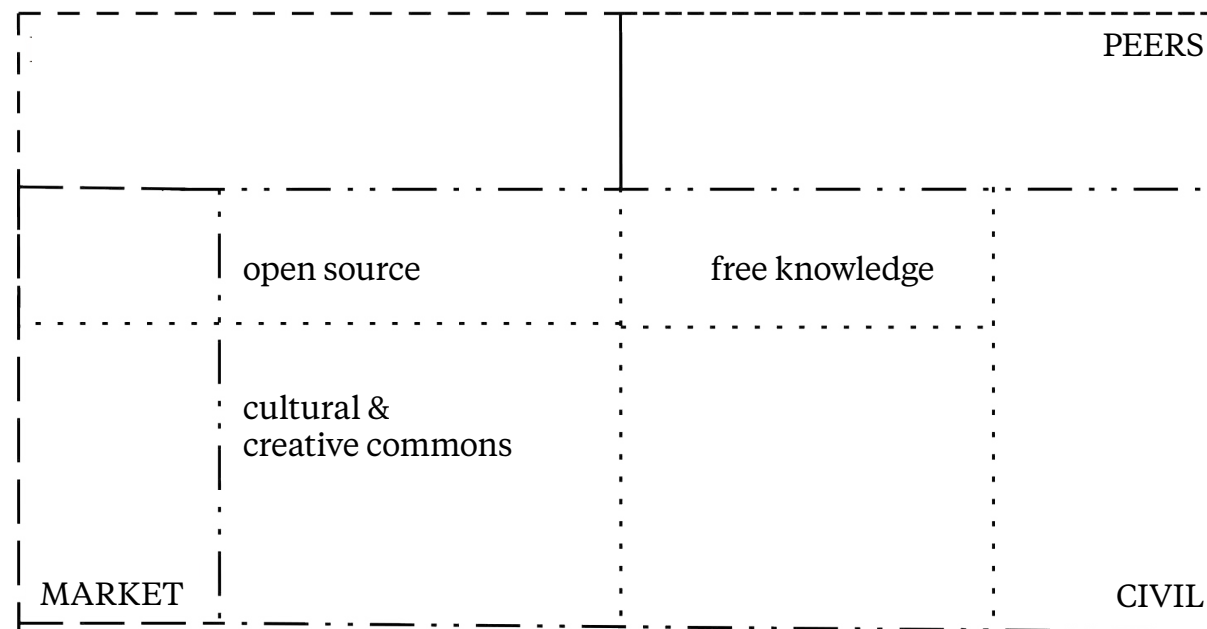 PEERS
open source
free knowledge
cultural &
creative commons
MARKET
CIVIL